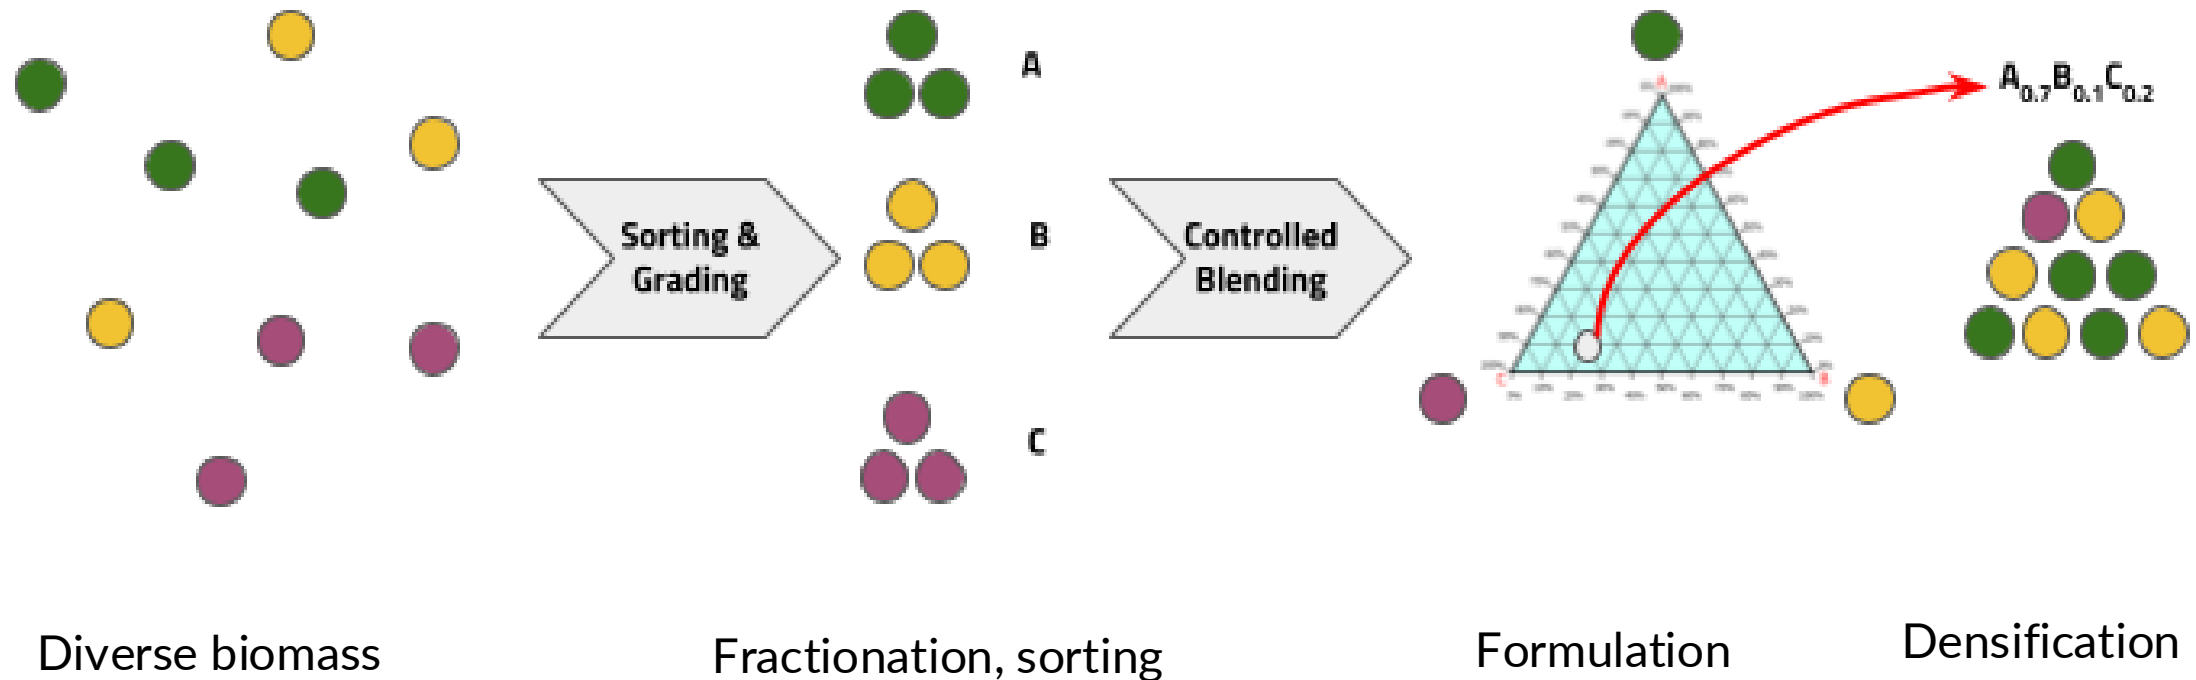 A
A₀.₇B₀.₁C₀.₂
Sorting &
Grading
B
Controlled
Blending
C
A
C
B
Diverse biomass
Fractionation, sorting
Formulation
Densification